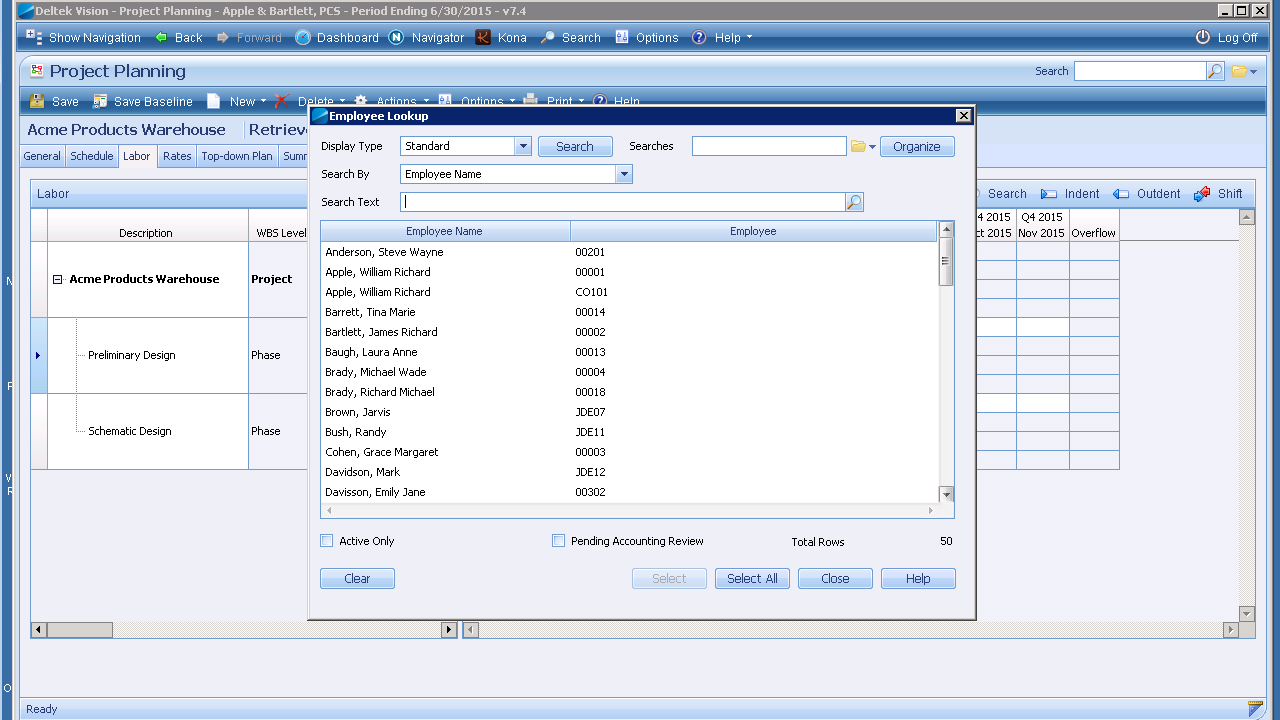 Deltek Vision - Project Planning - Apple & Bartlett, PCS - Period Ending 6/30/2015 - v7.4
Show Navigation Back Forward Dashboard Navigator Kona Search Options Help Log Off
Project Planning Search
Save Save Baseline New Delete Actions Options Print Help
Acme Products Warehouse Retrieve
General Schedule Labor Rates Top-down Plan Summ
Labor Search Indent Outdent Shift
Description WBS Level
4 2015 Q4 2015
ct 2015 Nov 2015 Overflow
Acme Products Warehouse Project
Preliminary Design Phase
Schematic Design Phase
Employee Lookup
Display Type Standard Search Searches Organize
Search By Employee Name
Search Text
Employee Name Employee
Anderson, Steve Wayne 00201
Apple, William Richard 00001
Apple, William Richard CO101
Barrett, Tina Marie 00014
Bartlett, James Richard 00002
Baugh, Laura Anne 00013
Brady, Michael Wade 00004
Brady, Richard Michael 00018
Brown, Jarvis JDE07
Bush, Randy JDE11
Cohen, Grace Margaret 00003
Davidson, Mark JDE12
Davisson, Emily Jane 00302
Active Only Pending Accounting Review Total Rows 50
Clear Select Select All Close Help
Ready